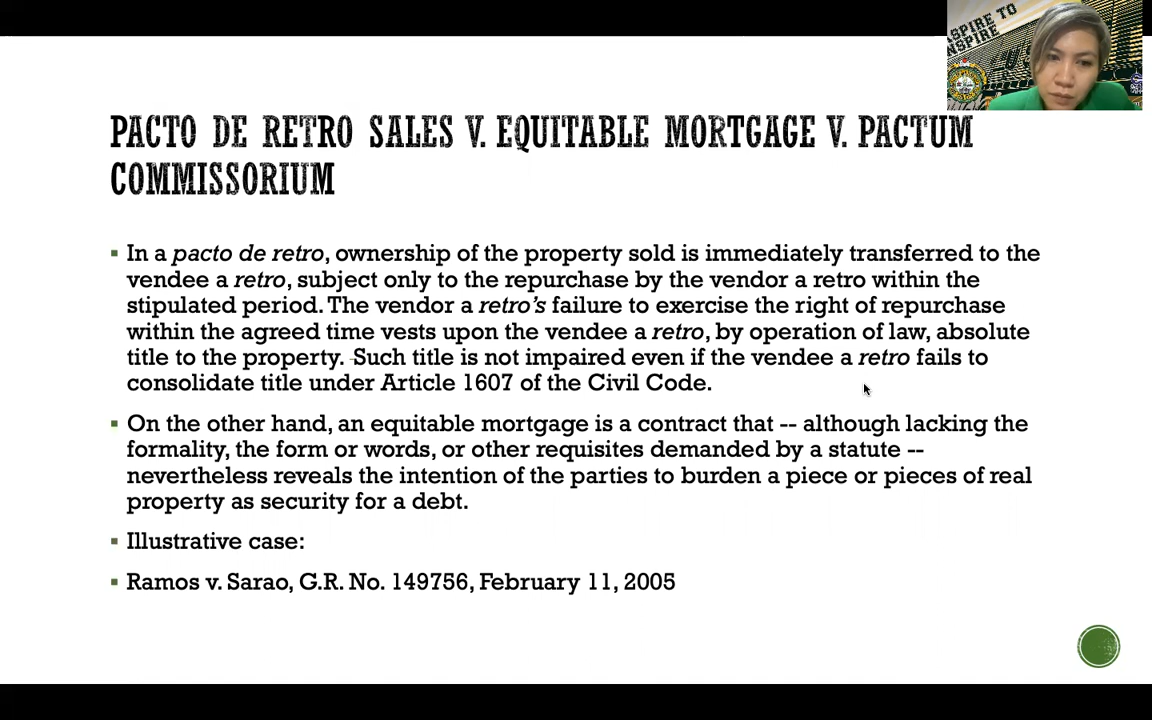 SPIRE TO
NSPIRE
PACTO DE RETRO SALES V. EQUITABLE MORTGAGE V. PACTUM
COMMISSORIUM
▪ In a pacto de retro, ownership of the property sold is immediately transferred to the
vendee a retro, subject only to the repurchase by the vendor a retro within the
stipulated period. The vendor a retro’s failure to exercise the right of repurchase
within the agreed time vests upon the vendee a retro, by operation of law, absolute
title to the property. Such title is not impaired even if the vendee a retro fails to
consolidate title under Article 1607 of the Civil Code.
▪ On the other hand, an equitable mortgage is a contract that -- although lacking the
formality, the form or words, or other requisites demanded by a statute --
nevertheless reveals the intention of the parties to burden a piece or pieces of real
property as security for a debt.
▪ Illustrative case:
▪ Ramos v. Sarao, G.R. No. 149756, February 11, 2005